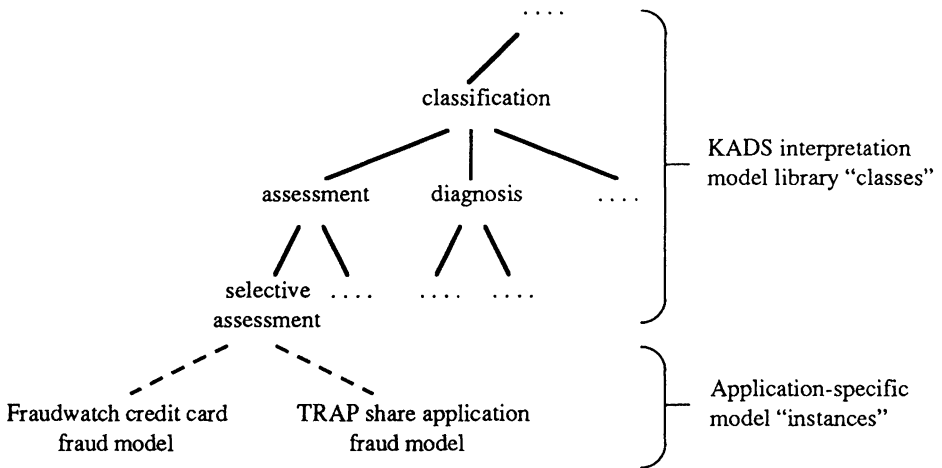 ....
classification
KADS interpretation
model library “classes”
assessment
diagnosis
....
selective
assessment
....
....
....
Fraudwatch credit card
fraud model
TRAP share application
fraud model
Application-specific
model “instances”